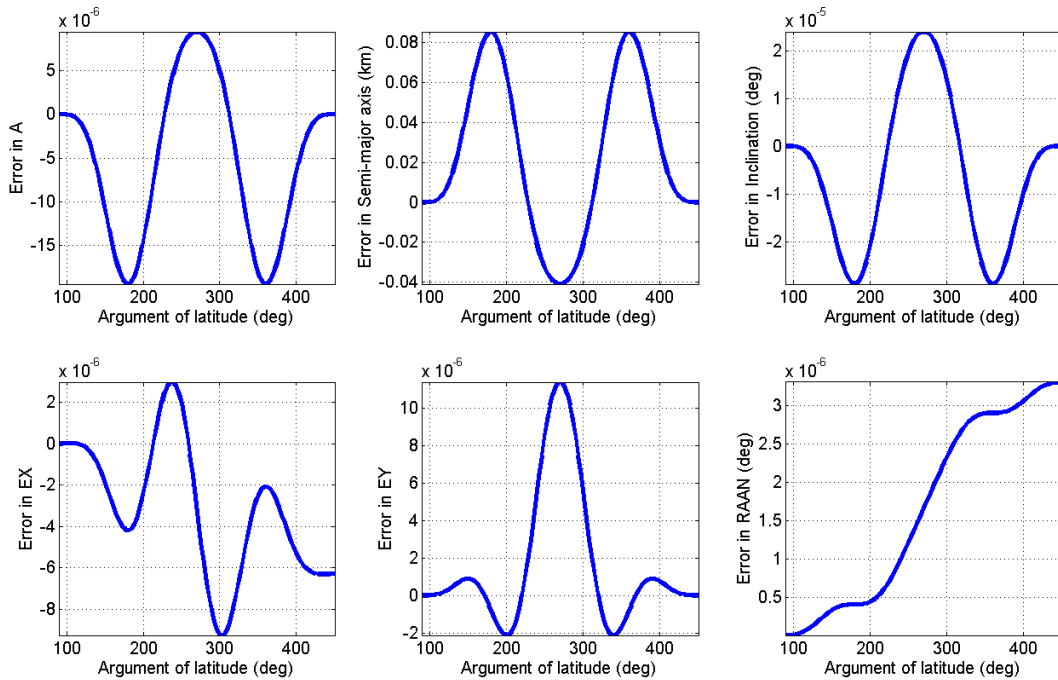 x 10^-6
Error in A
5
0
-5
-10
-15
100 200 300 400
Argument of latitude (deg)
Error in Semi-major axis (km)
0.08
0.06
0.04
0.02
0
-0.02
-0.04
100 200 300 400
Argument of latitude (deg)
x 10^-5
Error in Inclination (deg)
2
1
0
-1
-2
100 200 300 400
Argument of latitude (deg)
x 10^-6
Error in EX
2
0
-2
-4
-6
-8
100 200 300 400
Argument of latitude (deg)
x 10^-6
Error in EY
10
8
6
4
2
0
-2
100 200 300 400
Argument of latitude (deg)
x 10^-6
Error in RAAN (deg)
3
2.5
2
1.5
1
0.5
100 200 300 400
Argument of latitude (deg)